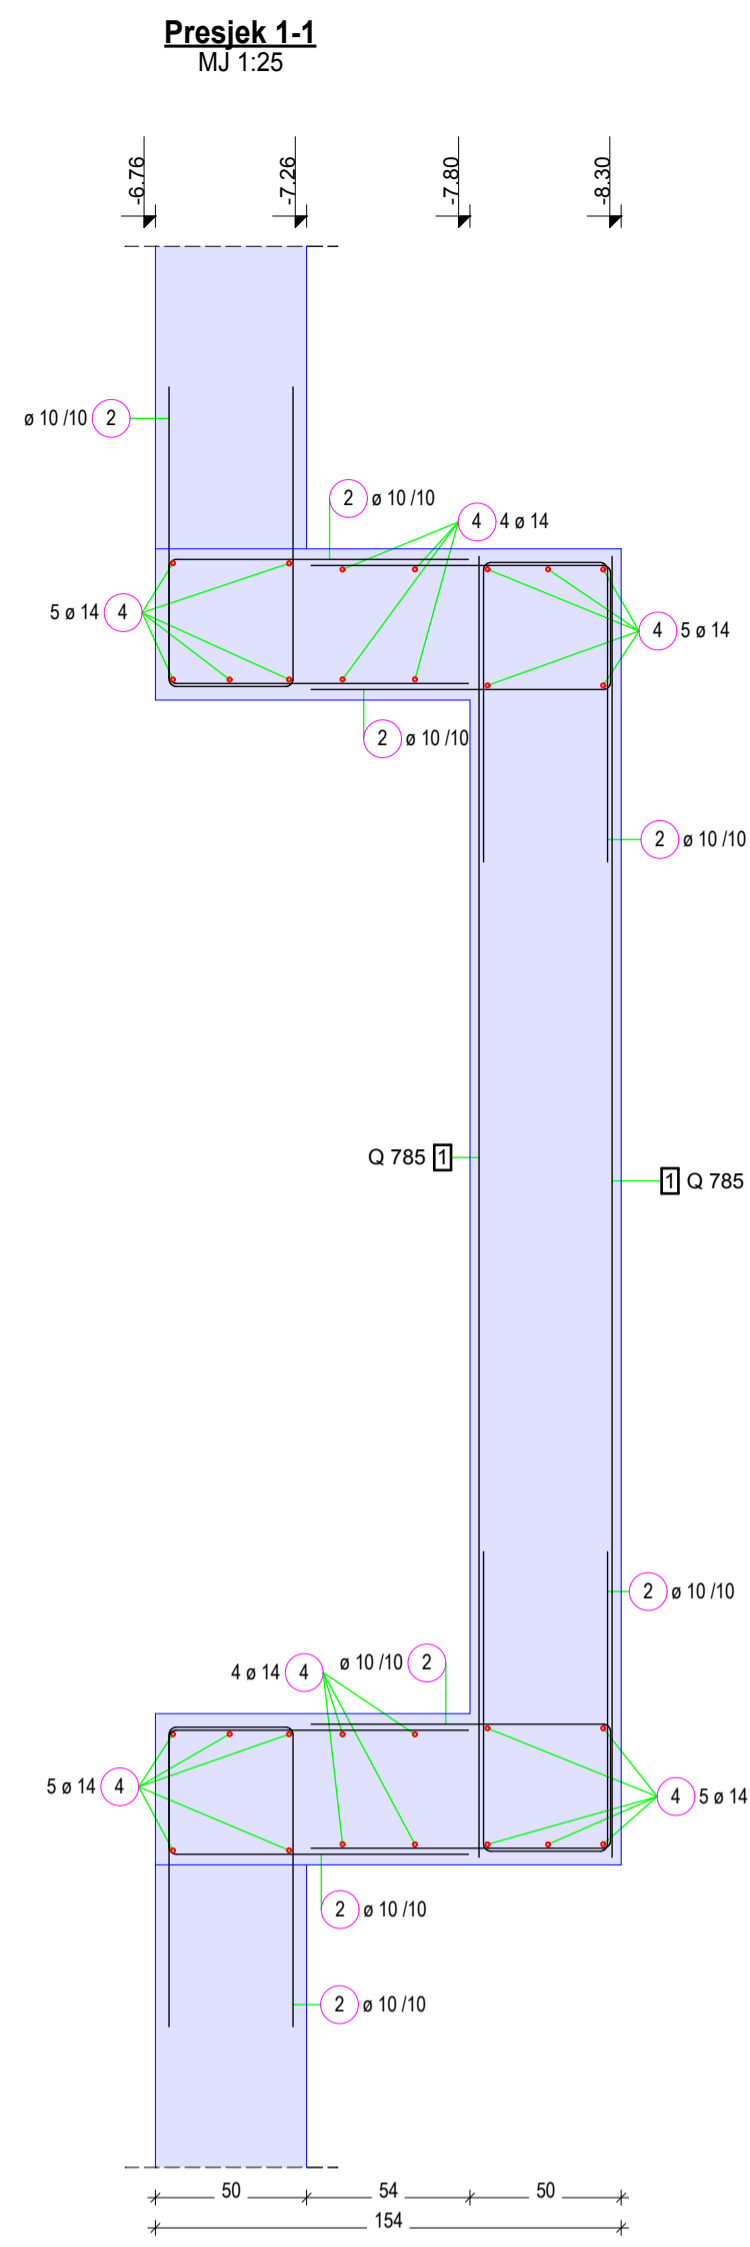 Presjek 1-1
MJ 1:25
-6.76
-7.26
-7.80
-8.30
ø 10 /10 2
2 ø 10 /10
4 4 ø 14
5 ø 14 4
4 5 ø 14
2 ø 10 /10
2 ø 10 /10
Q 785 1
1 Q 785
2 ø 10 /10
ø 10 /10 2
4 ø 14 4
5 ø 14 4
4 5 ø 14
2 ø 10 /10
2 ø 10 /10
50
54
50
154